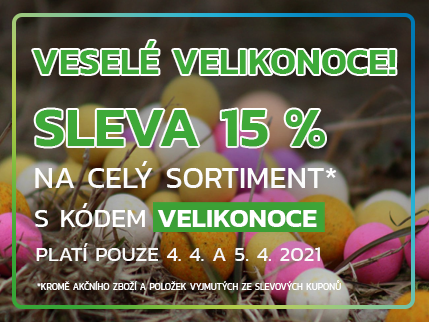 VESELÉ VELIKONOCE!
SLEVA 15 %
NA CELÝ SORTIMENT*
S KÓDEM VELIKONOCE
PLATÍ POUZE 4. 4. A 5. 4. 2021
*KROMĚ AKČNÍHO ZBOŽÍ A POLOŽEK VYJMUTÝCH ZE SLEVOVÝCH KUPONŮ